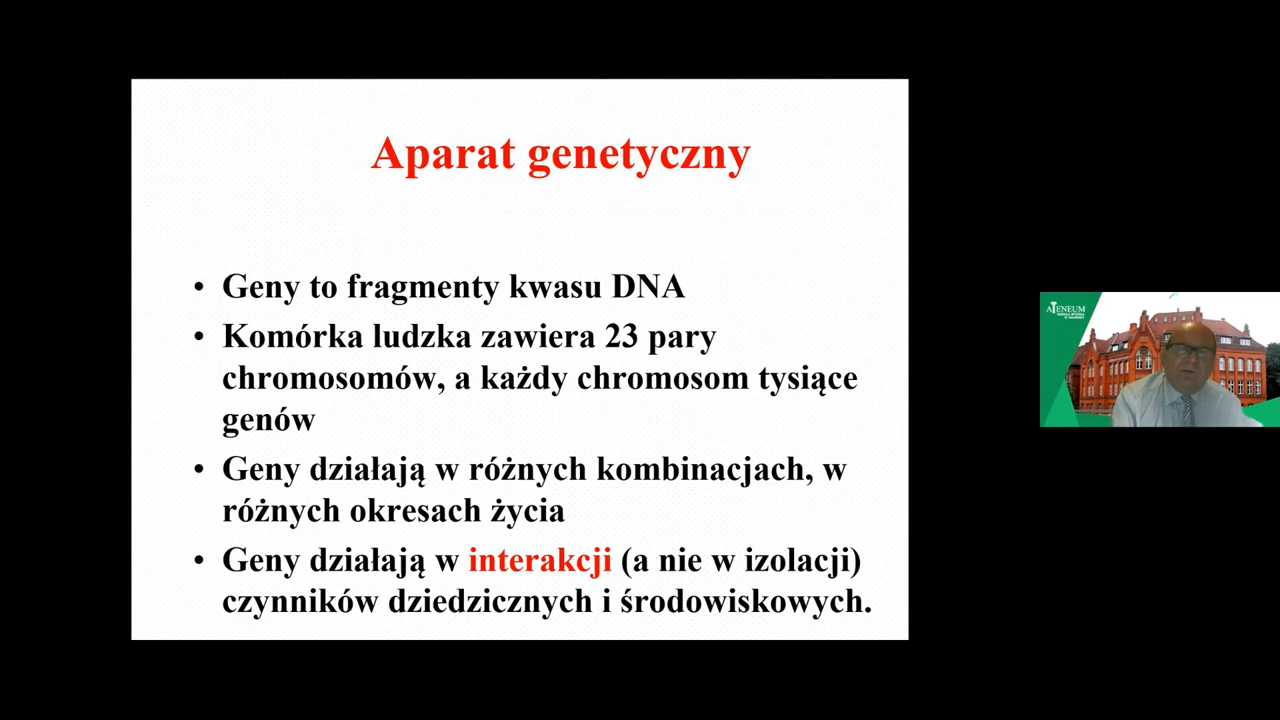 Aparat genetyczny
• Geny to fragmenty kwasu DNA
• Komórka ludzka zawiera 23 pary
chromosomów, a każdy chromosom tysiące
genów
• Geny działają w różnych kombinacjach, w
różnych okresach życia
• Geny działają w interakcji (a nie w izolacji)
czynników dziedzicznych i środowiskowych.
ATENEUM